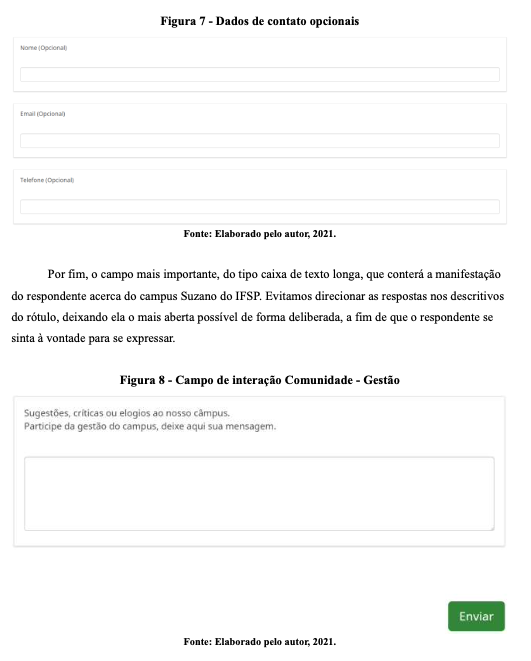 Figura 7 - Dados de contato opcionais
Nome (Opcional)
Email (Opcional)
Telefone (Opcional)
Fonte: Elaborado pelo autor, 2021.
Por fim, o campo mais importante, do tipo caixa de texto longa, que conterá a manifestação
do respondente acerca do campus Suzano do IFSP. Evitamos direcionar as respostas nos descritivos
do rótulo, deixando ela o mais aberta possível de forma deliberada, a fim de que o respondente se
sinta à vontade para se expressar.
Figura 8 - Campo de interação Comunidade - Gestão
Sugestões, críticas ou elogios ao nosso câmpus.
Participe da gestão do campus, deixe aqui sua mensagem.
Enviar
Fonte: Elaborado pelo autor, 2021.